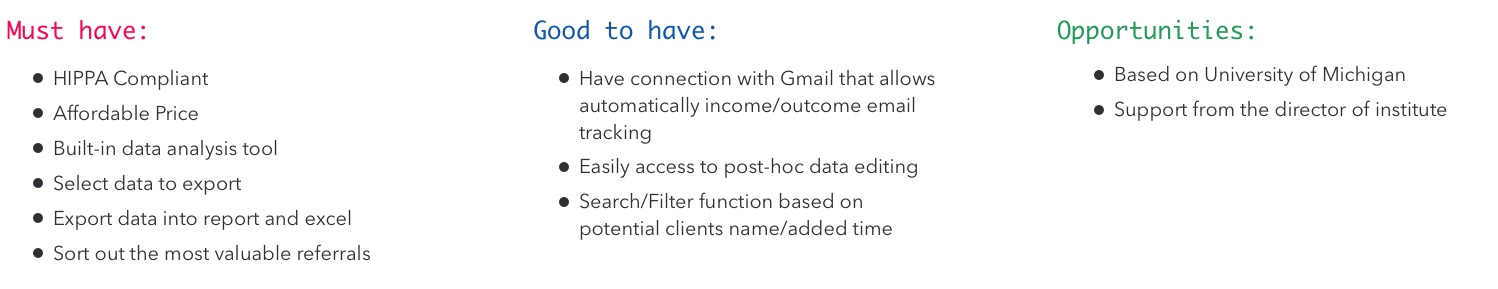 Must have:
• HIPPA Compliant
• Affordable Price
• Built-in data analysis tool
• Select data to export
• Export data into report and excel
• Sort out the most valuable referrals
Good to have:
• Have connection with Gmail that allows
automatically income/outcome email
tracking
• Easily access to post-hoc data editing
• Search/Filter function based on
potential clients name/added time
Opportunities:
• Based on University of Michigan
• Support from the director of institute